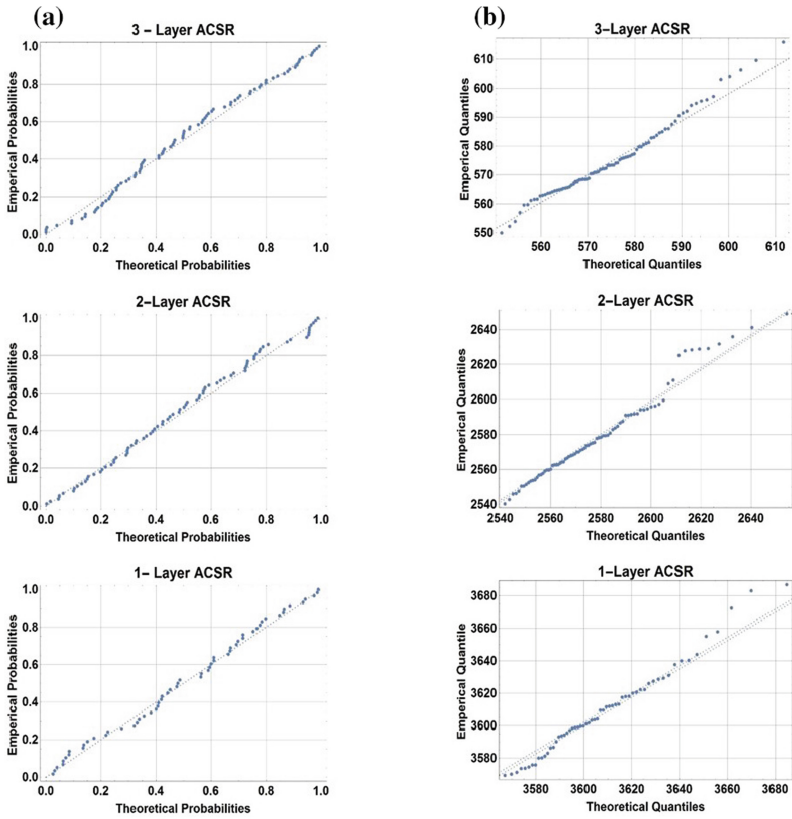 (a)
3 – Layer ACSR
Emperical Probabilities
1.0
0.8
0.6
0.4
0.2
0.0
0.0 0.2 0.4 0.6 0.8 1.0
Theoretical Probabilities
2–Layer ACSR
Emperical Probabilities
1.0
0.8
0.6
0.4
0.2
0.0
0.0 0.2 0.4 0.6 0.8 1.0
Theoretical Probabilities
1– Layer ACSR
Emperical Probabilities
1.0
0.8
0.6
0.4
0.2
0.0
0.0 0.2 0.4 0.6 0.8 1.0
Theoretical Probabilities
(b)
3–Layer ACSR
Emperical Quantiles
610
600
590
580
570
560
550
560 570 580 590 600 610
Theoretical Quantiles
2–Layer ACSR
Emperical Quantiles
2640
2620
2600
2580
2560
2540
2540 2560 2580 2600 2620 2640
Theoretical Quantiles
1–Layer ACSR
Emperical Quantile
3680
3660
3640
3620
3600
3580
3580 3600 3620 3640 3660 3680
Theoretical Quantiles